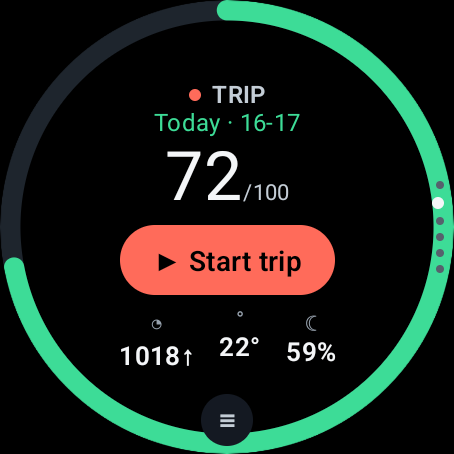 TRIP
Today · 16-17
72/100
► Start trip
1018↑ 22° 59%